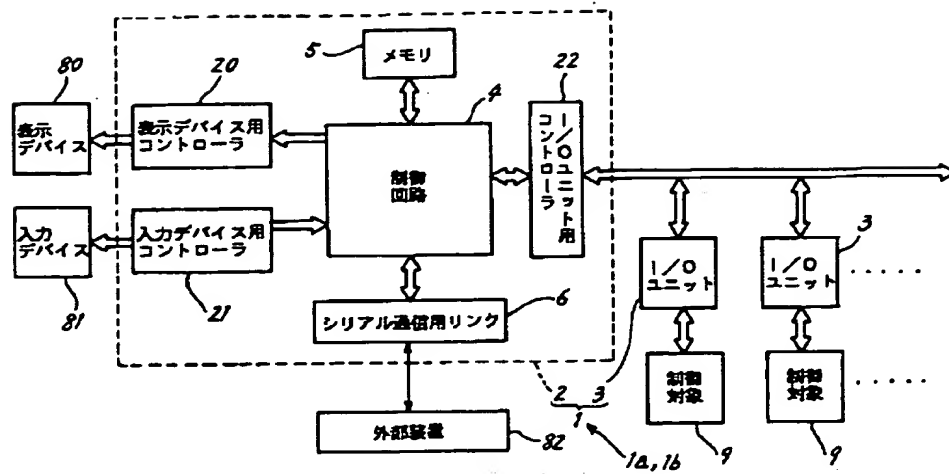 5
メモリ
22
80
20
4
I/Oユニット用
コントローラ
表示
デバイス
表示デバイス用
コントローラ
制御
回路
入力
デバイス
入力デバイス用
コントローラ
3
I/O
ユニット
I/O
ユニット
.....
81
21
6
シリアル通信用リンク
制御
対象
制御
対象
.....
2 3
1
外部装置
82
1a,1b
9
9